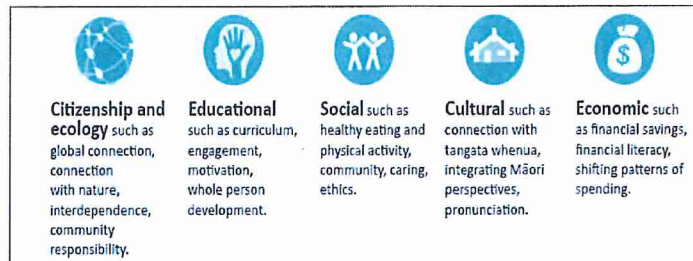 Citizenship and
ecology such as
global connection,
connection
with nature,
interdependence,
community
responsibility.
Educational
such as curriculum,
engagement,
motivation,
whole person
development.
Social such as
healthy eating and
physical activity,
community, caring,
ethics.
Cultural such as
connection with
tangata whenua,
integrating Māori
perspectives,
pronunciation.
$
Economic such
as financial savings,
financial literacy,
shifting patterns of
spending.